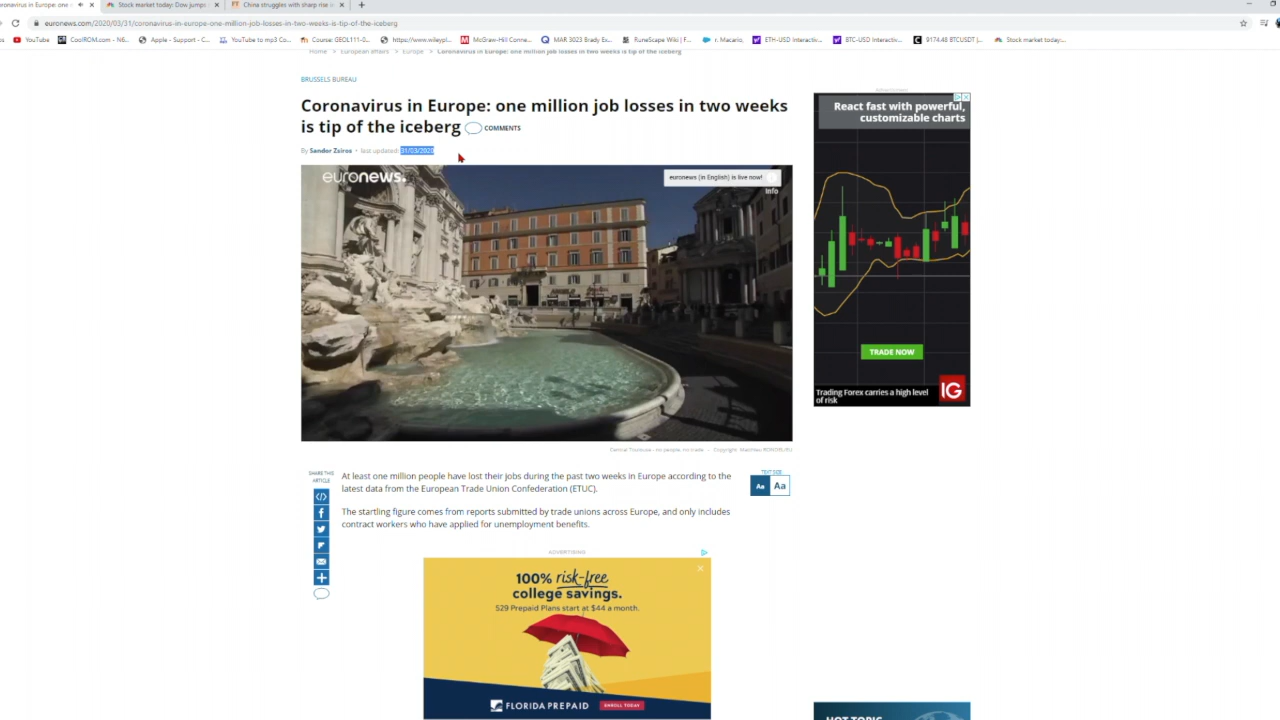 oronavirus in Europe: one
Stock market today: Dow jumps
China struggles with sharp rise i
euronews.com/2020/03/31/coronavirus-in-europe-one-million-job-losses-in-two-weeks-is-tip-of-the-iceberg
YouTube
CoolROM.com - N6...
Apple - Support - C...
YouTube to mp3 Co...
Course: GEOL111-0...
https://www.wileypl...
McGraw-Hill Conne...
MAR 3023 Brady Ex...
RuneScape Wiki | F...
r. Macario,
ETH-USD Interactiv...
BTC-USD Interactiv...
9174.48 BTCUSDT |...
Stock market today:...
Home > European affairs > Europe > Coronavirus in Europe: one million job losses in two weeks is tip of the iceberg
BRUSSELS BUREAU
Coronavirus in Europe: one million job losses in two weeks
is tip of the iceberg COMMENTS
By Sandor Zsiros • last updated: 31/03/2020
euronews.
euronews (in English) is live now!
Info
Advertisement
React fast with powerful,
customizable charts
TRADE NOW
Trading Forex carries a high level
of risk
IG
Central Toulouse - no people, no trade - Copyright:
SHARE THIS
ARTICLE
At least one million people have lost their jobs during the past two weeks in Europe according to the
latest data from the European Trade Union Confederation (ETUC).
The startling figure comes from reports submitted by trade unions across Europe, and only includes
contract workers who have applied for unemployment benefits.
TEXT SIZE
Aa Aa
ADVERTISING
100% risk-free
college savings.
529 Prepaid Plans start at $44 a month.
FLORIDA PREPAID
ENROLL TODAY
HOT TOPIC